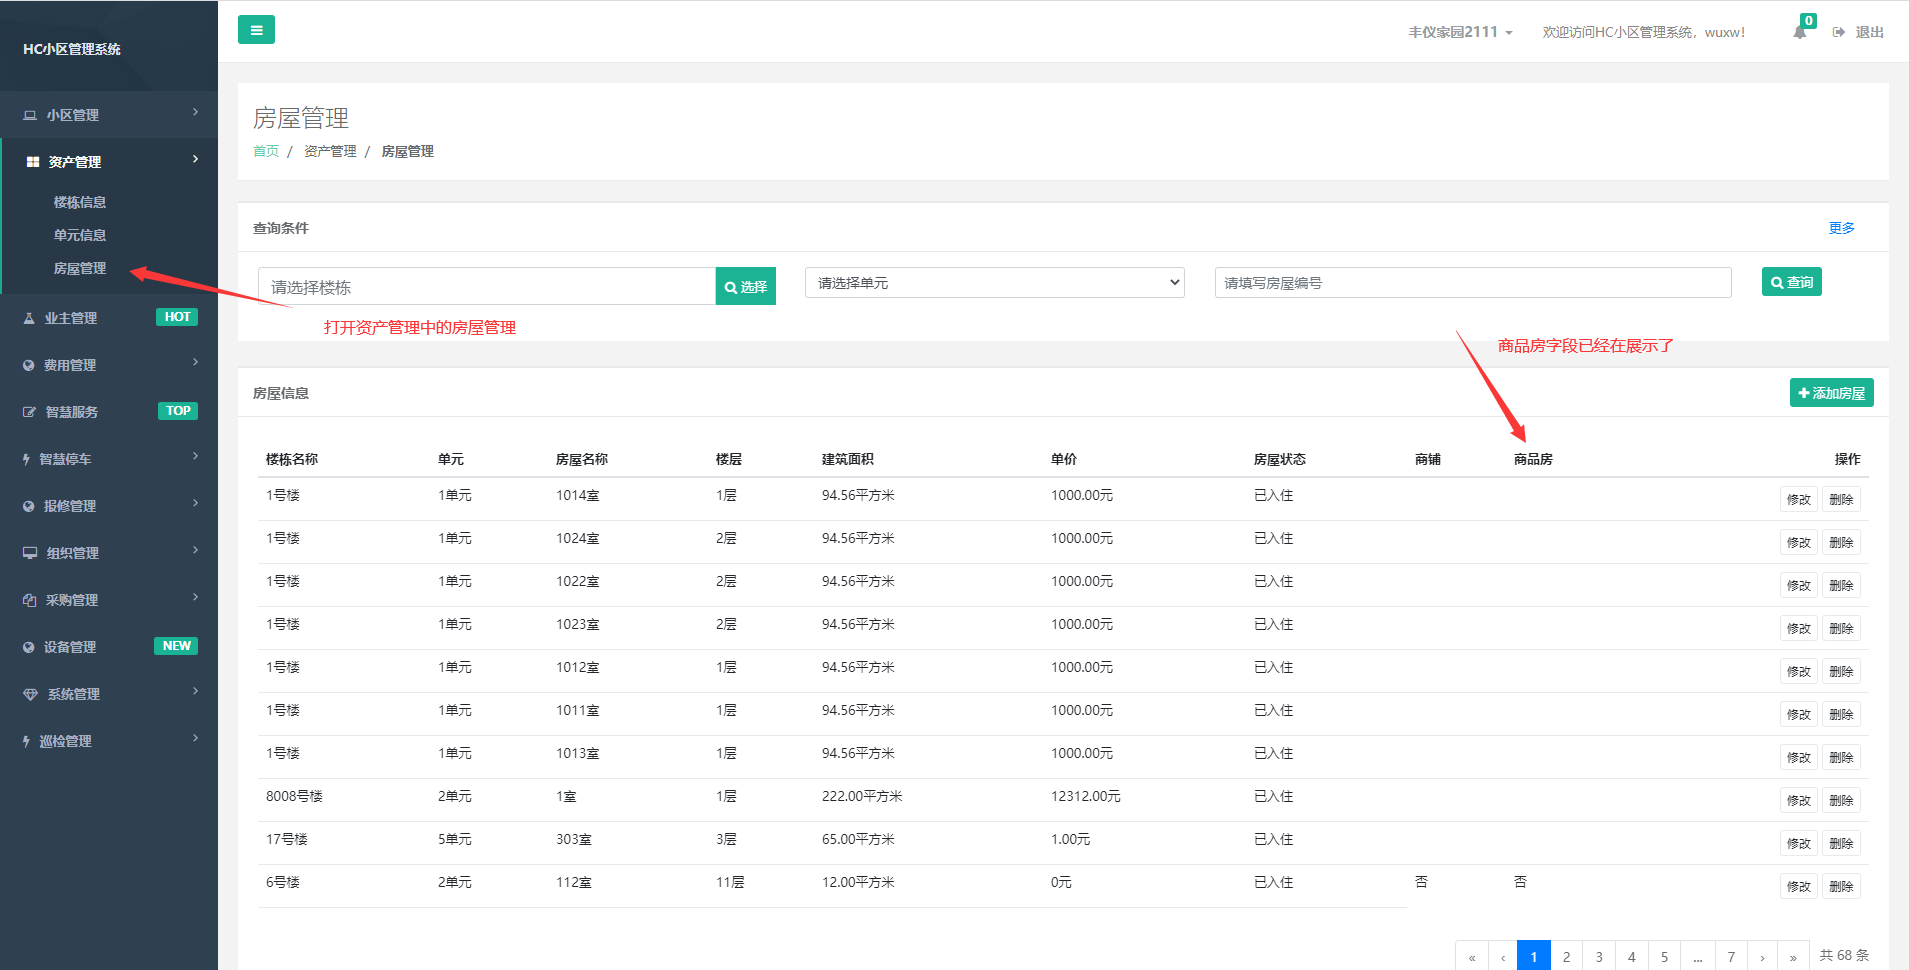 HC小区管理系统
丰仪家园2111
欢迎访问HC小区管理系统，wuxw！
0
退出
小区管理
资产管理
楼栋信息
单元信息
房屋管理
业主管理 HOT
费用管理
智慧服务 TOP
智慧停车
报修管理
组织管理
采购管理
设备管理 NEW
系统管理
巡检管理
房屋管理
首页 / 资产管理 / 房屋管理
查询条件 更多
请选择楼栋 选择 请选择单元 请填写房屋编号 查询
打开资产管理中的房屋管理
商品房字段已经在展示了
房屋信息 添加房屋
楼栋名称 单元 房屋名称 楼层 建筑面积 单价 房屋状态 商铺 商品房 操作
1号楼 1单元 1014室 1层 94.56平方米 1000.00元 已入住 修改 删除
1号楼 1单元 1024室 2层 94.56平方米 1000.00元 已入住 修改 删除
1号楼 1单元 1022室 2层 94.56平方米 1000.00元 已入住 修改 删除
1号楼 1单元 1023室 2层 94.56平方米 1000.00元 已入住 修改 删除
1号楼 1单元 1012室 1层 94.56平方米 1000.00元 已入住 修改 删除
1号楼 1单元 1011室 1层 94.56平方米 1000.00元 已入住 修改 删除
1号楼 1单元 1013室 1层 94.56平方米 1000.00元 已入住 修改 删除
8008号楼 2单元 1室 1层 222.00平方米 12312.00元 已入住 修改 删除
17号楼 5单元 303室 3层 65.00平方米 1.00元 已入住 修改 删除
6号楼 2单元 112室 11层 12.00平方米 0元 已入住 否 否 修改 删除
« ‹ 1 2 3 4 5 ... 7 › » 共 68 条